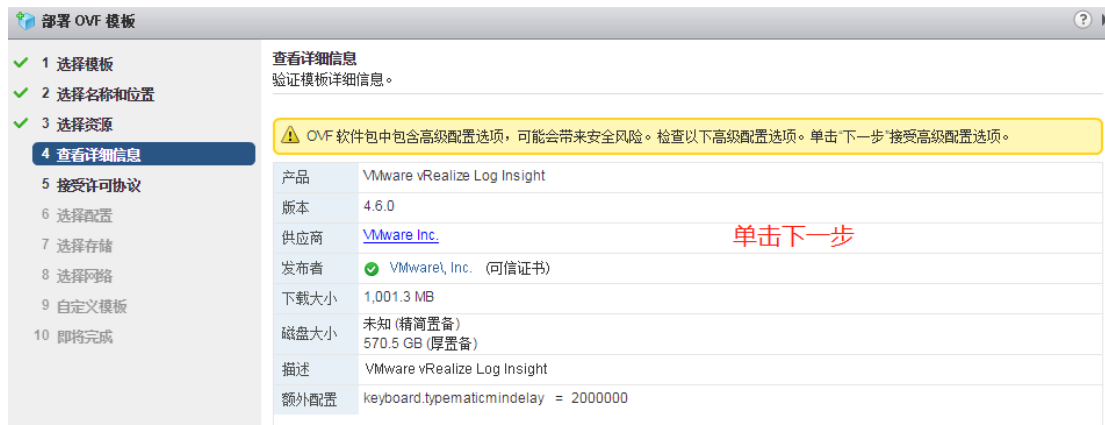 部署 OVF 模板
1 选择模板
2 选择名称和位置
3 选择资源
4 查看详细信息
5 接受许可协议
6 选择配置
7 选择存储
8 选择网络
9 自定义模板
10 即将完成
查看详细信息
验证模板详细信息。
OVF 软件包中包含高级配置选项，可能会带来安全风险。检查以下高级配置选项。单击“下一步”接受高级配置选项。
产品 VMware vRealize Log Insight
版本 4.6.0
供应商 VMware Inc.
单击下一步
发布者 VMware\, Inc. (可信证书)
下载大小 1,001.3 MB
磁盘大小 未知 (精简置备)
570.5 GB (厚置备)
描述 VMware vRealize Log Insight
额外配置 keyboard.typematicmindelay = 2000000